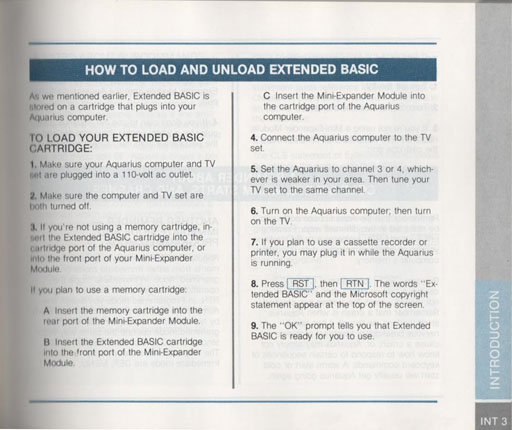 HOW TO LOAD AND UNLOAD EXTENDED BASIC
As we mentioned earlier, Extended BASIC is
stored on a cartridge that plugs into your
Aquarius computer.
TO LOAD YOUR EXTENDED BASIC
CARTRIDGE:
1. Make sure your Aquarius computer and TV
set are plugged into a 110-volt ac outlet.
2. Make sure the computer and TV set are
both turned off.
3. If you're not using a memory cartridge, in-
sert the Extended BASIC cartridge into the
cartridge port of the Aquarius computer, or
into the front port of your Mini-Expander
Module.
If you plan to use a memory cartridge:
A Insert the memory cartridge into the
rear port of the Mini-Expander Module.
B Insert the Extended BASIC cartridge
into the front port of the Mini-Expander
Module.
C Insert the Mini-Expander Module into
the cartridge port of the Aquarius
computer.
4. Connect the Aquarius computer to the TV
set.
5. Set the Aquarius to channel 3 or 4, which-
ever is weaker in your area. Then tune your
TV set to the same channel.
6. Turn on the Aquarius computer; then turn
on the TV.
7. If you plan to use a cassette recorder or
printer, you may plug it in while the Aquarius
is running.
8. Press RST, then RTN. The words "Ex-
tended BASIC" and the Microsoft copyright
statement appear at the top of the screen.
9. The "OK" prompt tells you that Extended
BASIC is ready for you to use.
INTRODUCTION
INT 3